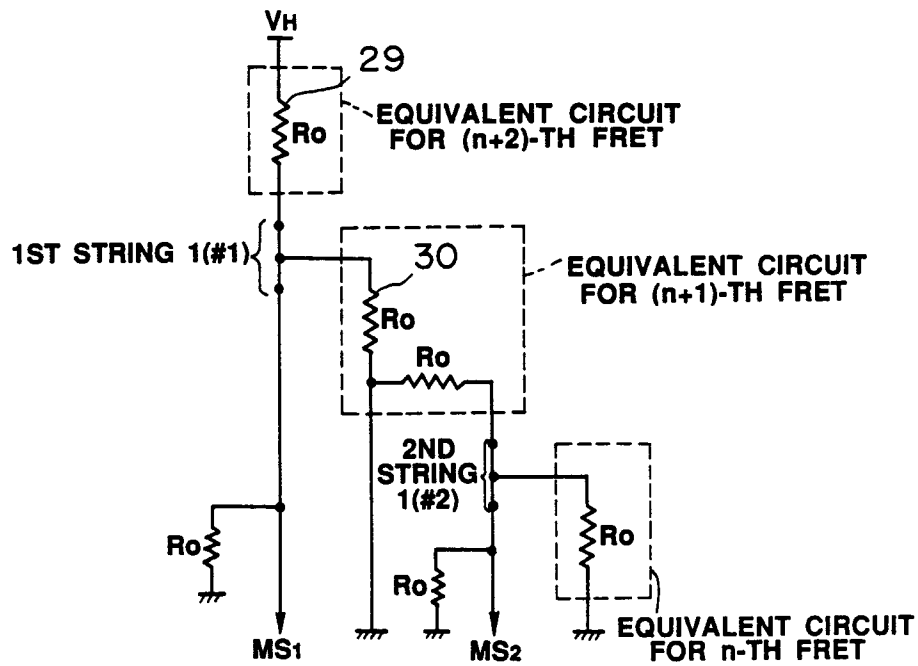 VH
29
Ro
EQUIVALENT CIRCUIT
FOR (n+2)-TH FRET
1ST STRING 1(#1)
30
Ro
EQUIVALENT CIRCUIT
FOR (n+1)-TH FRET
Ro
2ND
STRING
1(#2)
Ro
Ro
Ro
MS1
MS2
EQUIVALENT CIRCUIT
FOR n-TH FRET